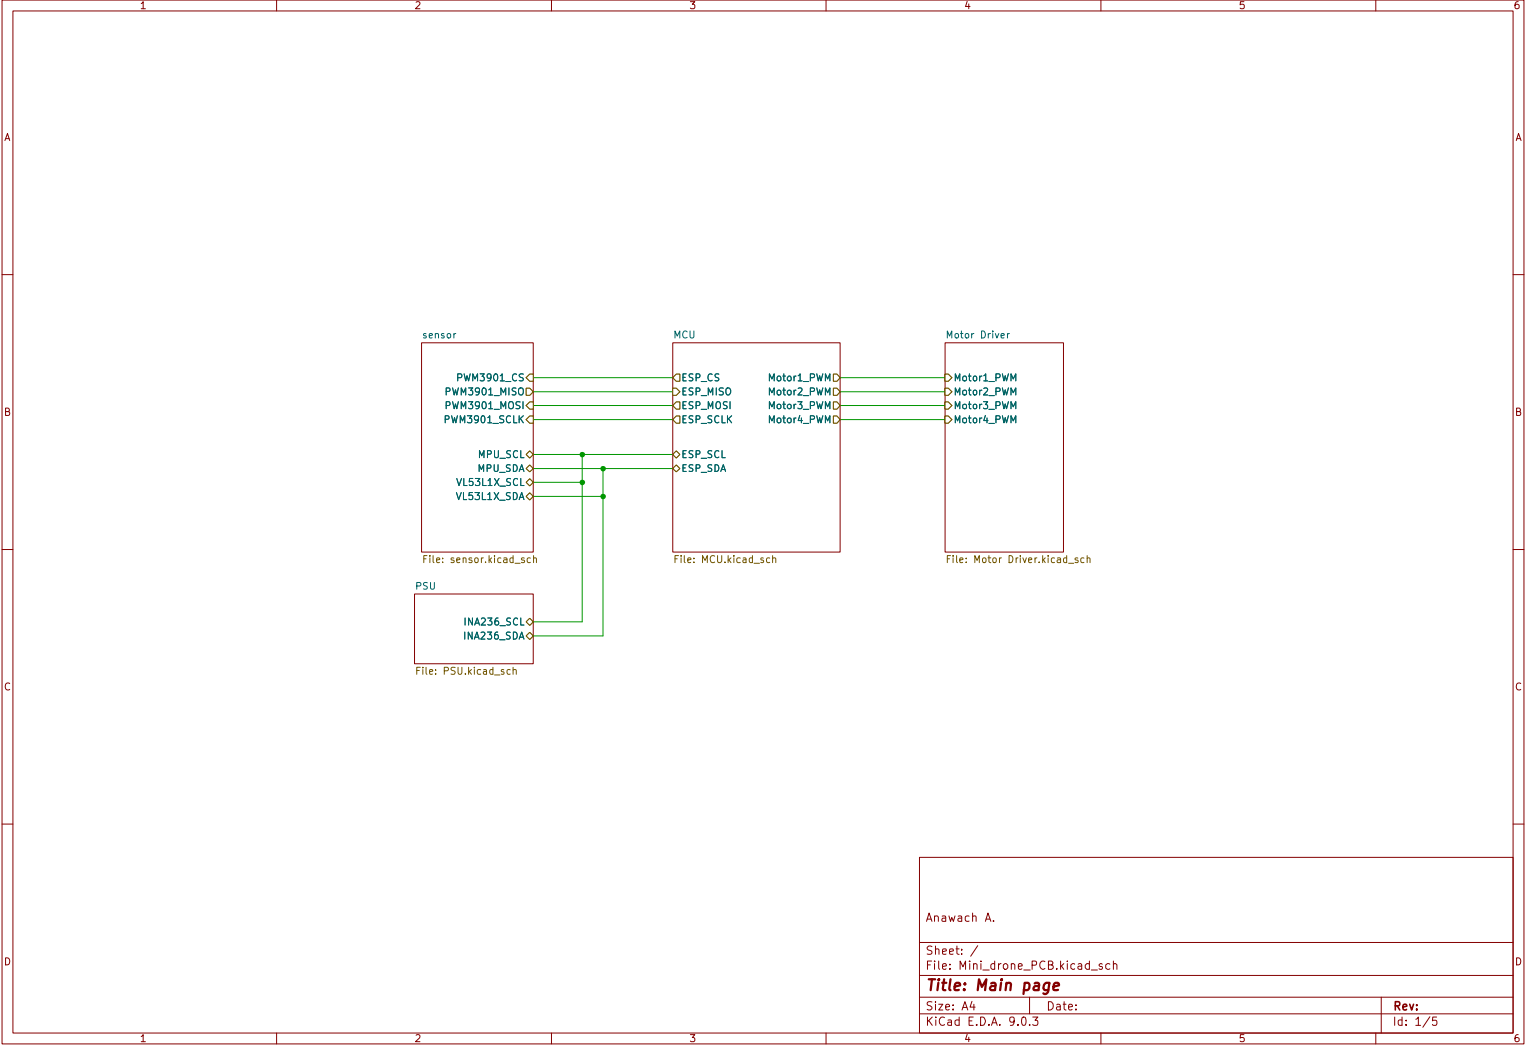 1 2 3 4 5 6
A A
sensor MCU Motor Driver
PWM3901_CS ESP_CS Motor1_PWM Motor1_PWM
PWM3901_MISO ESP_MISO Motor2_PWM Motor2_PWM
PWM3901_MOSI ESP_MOSI Motor3_PWM Motor3_PWM
B B
PWM3901_SCLK ESP_SCLK Motor4_PWM Motor4_PWM
MPU_SCL ESP_SCL
MPU_SDA ESP_SDA
VL53L1X_SCL
VL53L1X_SDA
File: sensor.kicad_sch File: MCU.kicad_sch File: Motor Driver.kicad_sch
PSU
INA236_SCL
INA236_SDA
File: PSU.kicad_sch
C C
Anawach A.
Sheet: /
File: Mini_drone_PCB.kicad_sch
D D
Title: Main page
Size: A4 Date: Rev:
KiCad E.D.A. 9.0.3 Id: 1/5
1 2 3 4 5 6